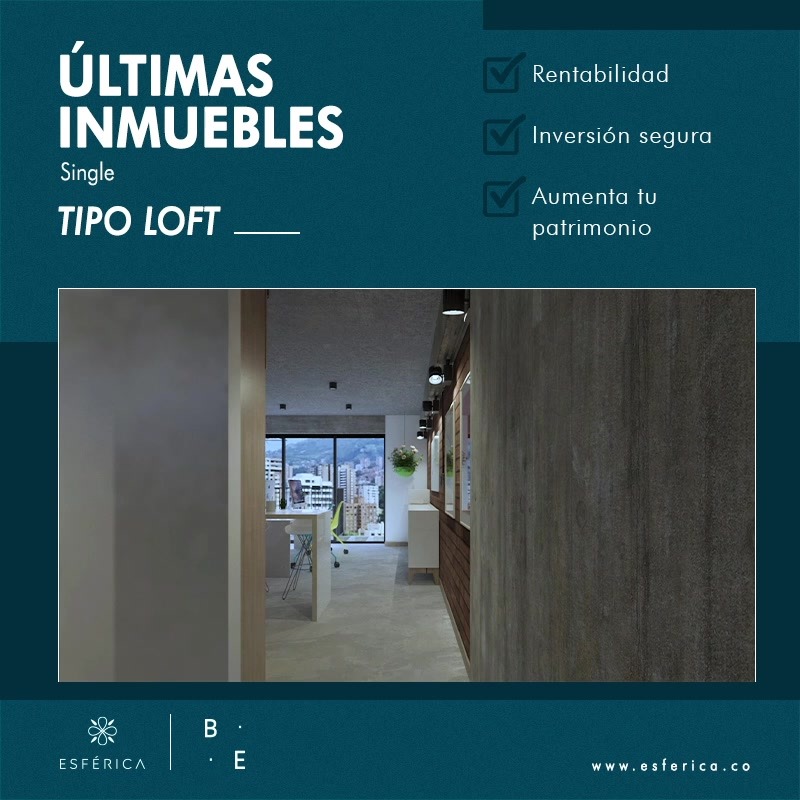 ÚLTIMAS
INMUEBLES
Single
TIPO LOFT
Rentabilidad
Inversión segura
Aumenta tu
patrimonio
ESFÉRICA
B ·
· E
www.esferica.co